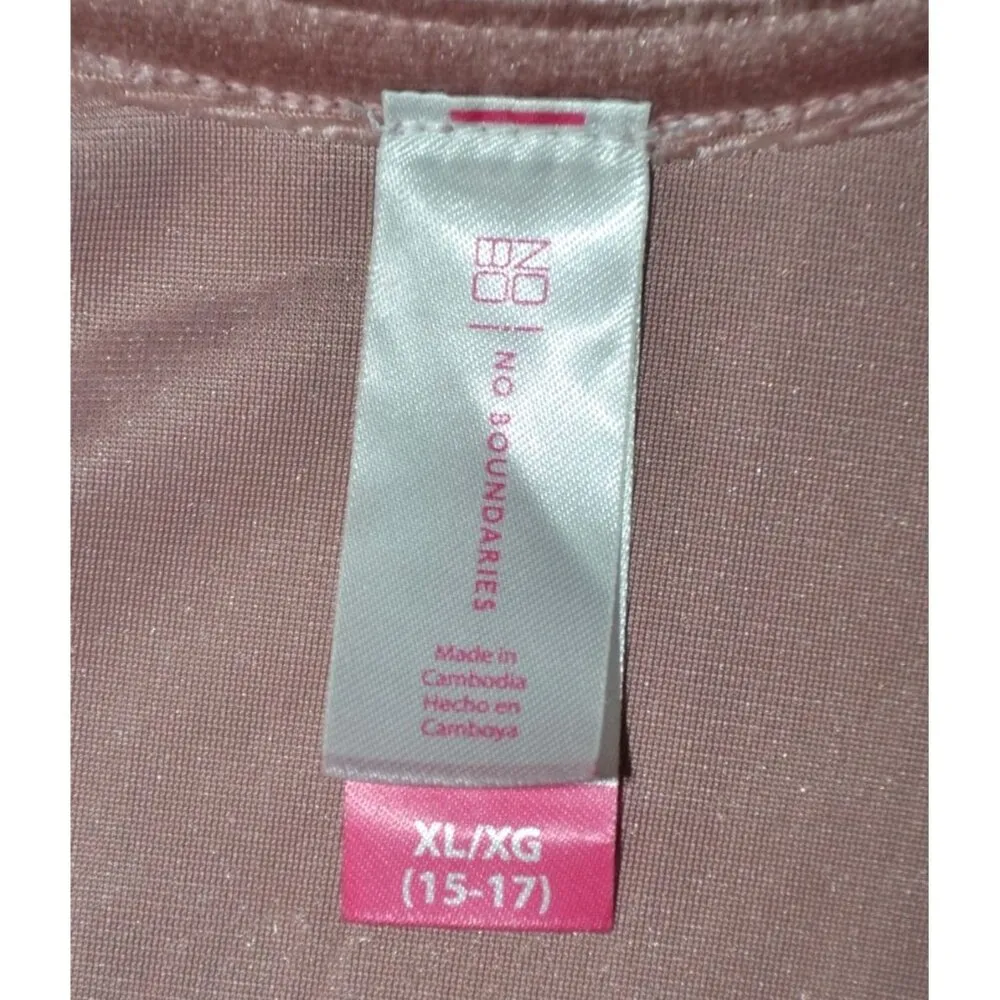 NO
BO
NO BOUNDARIES
Made in
Cambodia
Hecho en
Camboya
XL/XG
(15-17)